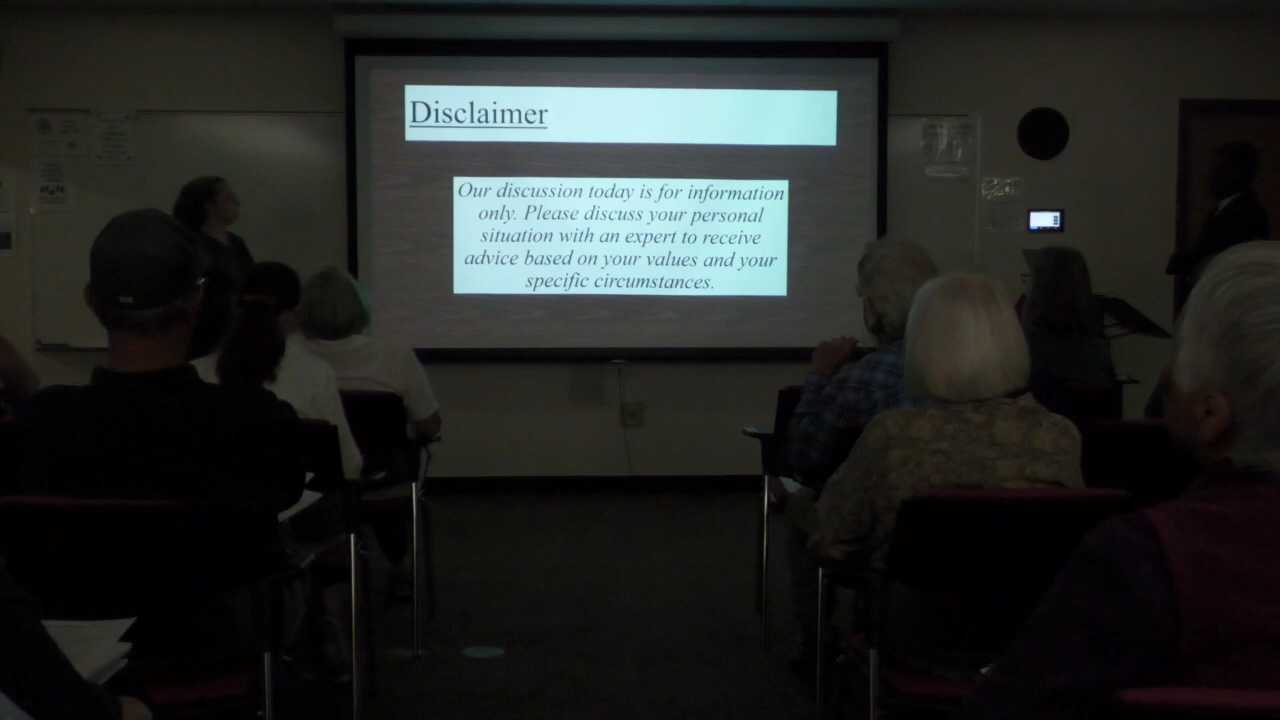 Disclaimer
Our discussion today is for information
only. Please discuss your personal
situation with an expert to receive
advice based on your values and your
specific circumstances.